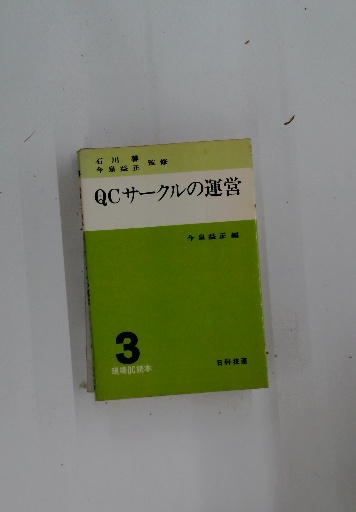 石川 馨
今泉益正 監修
QCサークルの運営
今泉益正 編
3
現場QC読本
日科技連